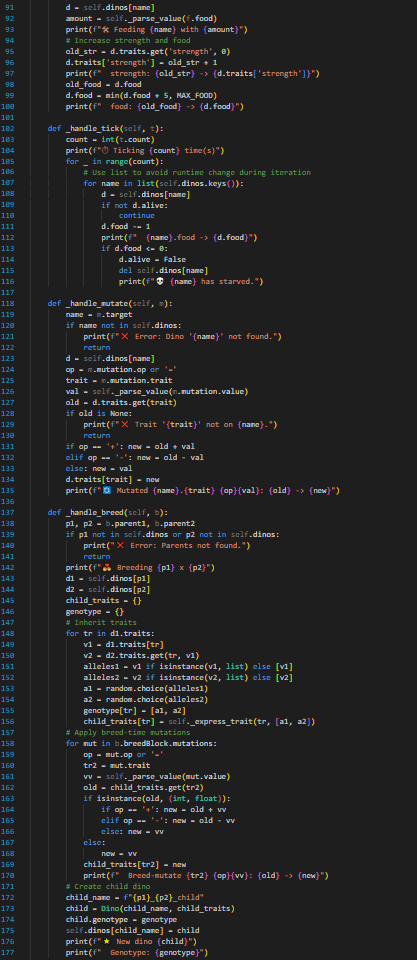 91 d = self.dinos[name]
92 amount = self._parse_value(f.food)
93 print(f"🛠 Feeding {name} with {amount}")
94 # Increase strength and food
95 old_str = d.traits.get('strength', 0)
96 d.traits['strength'] = old_str + 1
97 print(f"  strength: {old_str} -> {d.traits['strength']}")
98 old_food = d.food
99 d.food = min(d.food + 5, MAX_FOOD)
100 print(f"  food: {old_food} -> {d.food}")
101
102 def _handle_tick(self, t):
103 count = int(t.count)
104 print(f"⏱ Ticking {count} time(s)")
105 for _ in range(count):
106 # Use list to avoid runtime change during iteration
107 for name in list(self.dinos.keys()):
108 d = self.dinos[name]
109 if not d.alive:
110 continue
111 d.food -= 1
112 print(f"  {name}.food -> {d.food}")
113 if d.food <= 0:
114 d.alive = False
115 del self.dinos[name]
116 print(f"💀 {name} has starved.")
117
118 def _handle_mutate(self, m):
119 name = m.target
120 if name not in self.dinos:
121 print(f"❌ Error: Dino '{name}' not found.")
122 return
123 d = self.dinos[name]
124 op = m.mutation.op or '='
125 trait = m.mutation.trait
126 val = self._parse_value(m.mutation.value)
127 old = d.traits.get(trait)
128 if old is None:
129 print(f"❌ Trait '{trait}' not on {name}.")
130 return
131 if op == '+': new = old + val
132 elif op == '-': new = old - val
133 else: new = val
134 d.traits[trait] = new
135 print(f"🔄 Mutated {name}.{trait} {op}{val}: {old} -> {new}")
136
137 def _handle_breed(self, b):
138 p1, p2 = b.parent1, b.parent2
139 if p1 not in self.dinos or p2 not in self.dinos:
140 print("❌ Error: Parents not found.")
141 return
142 print(f"💑 Breeding {p1} x {p2}")
143 d1 = self.dinos[p1]
144 d2 = self.dinos[p2]
145 child_traits = {}
146 genotype = {}
147 # Inherit traits
148 for tr in d1.traits:
149 v1 = d1.traits[tr]
150 v2 = d2.traits.get(tr, v1)
151 alleles1 = v1 if isinstance(v1, list) else [v1]
152 alleles2 = v2 if isinstance(v2, list) else [v2]
153 a1 = random.choice(alleles1)
154 a2 = random.choice(alleles2)
155 genotype[tr] = [a1, a2]
156 child_traits[tr] = self._express_trait(tr, [a1, a2])
157 # Apply breed-time mutations
158 for mut in b.breedBlock.mutations:
159 op = mut.op or '='
160 tr2 = mut.trait
161 vv = self._parse_value(mut.value)
162 old = child_traits.get(tr2)
163 if isinstance(old, (int, float)):
164 if op == '+': new = old + vv
165 elif op == '-': new = old - vv
166 else: new = vv
167 else:
168 new = vv
169 child_traits[tr2] = new
170 print(f"  Breed-mutate {tr2} {op}{vv}: {old} -> {new}")
171 # Create child dino
172 child_name = f"{p1}_{p2}_child"
173 child = Dino(child_name, child_traits)
174 child.genotype = genotype
175 self.dinos[child_name] = child
176 print(f"⭐ New dino {child}")
177 print(f"  Genotype: {genotype}")